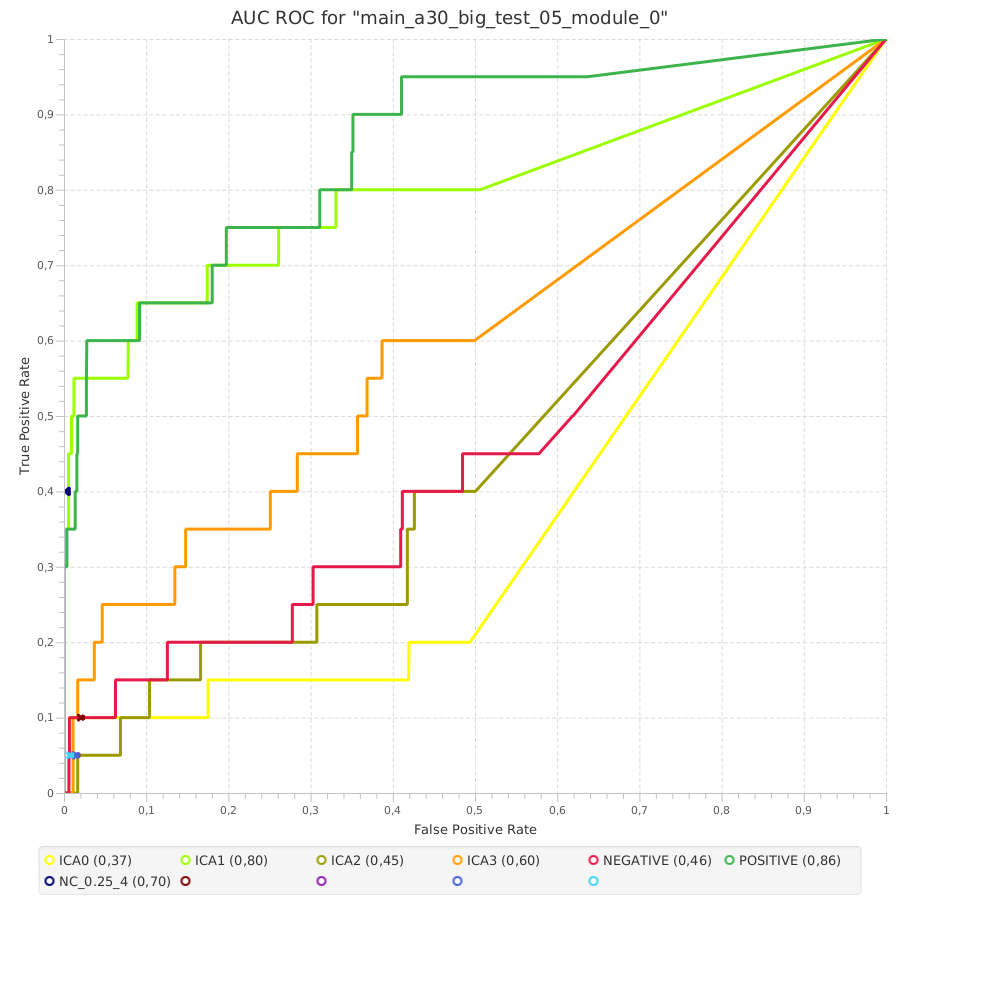 AUC ROC for "main_a30_big_test_05_module_0"
1
0,9
0,8
0,7
0,6
0,5
0,4
0,3
0,2
0,1
0
True Positive Rate
0 0,1 0,2 0,3 0,4 0,5 0,6 0,7 0,8 0,9 1
False Positive Rate
ICA0 (0,37) ICA1 (0,80) ICA2 (0,45) ICA3 (0,60) NEGATIVE (0,46) POSITIVE (0,86)
NC_0.25_4 (0,70)